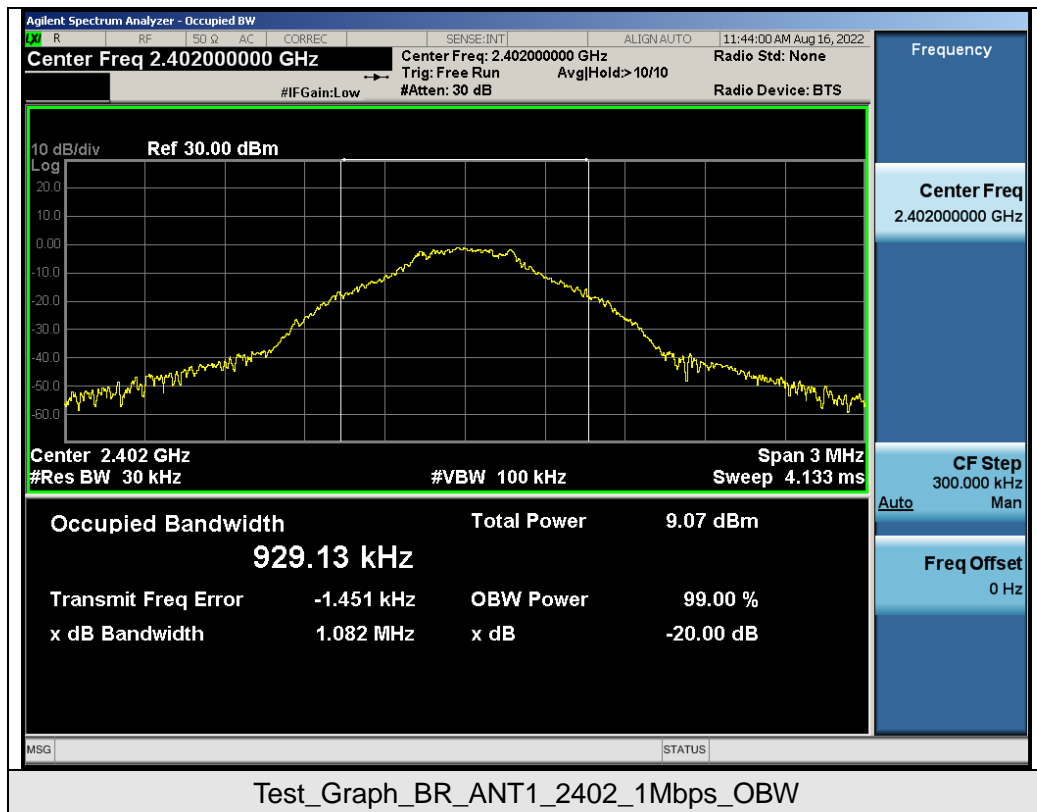 Agilent Spectrum Analyzer - Occupied BW
LXI R RF 50 Ω AC CORREC SENSE:INT ALIGN AUTO 11:44:00 AM Aug 16, 2022
Center Freq 2.402000000 GHz
Center Freq: 2.402000000 GHz
Radio Std: None
Trig: Free Run Avg|Hold:> 10/10
#IFGain:Low
#Atten: 30 dB
Radio Device: BTS
Frequency
10 dB/div Ref 30.00 dBm
Log
20.0
10.0
0.00
-10.0
-20.0
-30.0
-40.0
-50.0
-60.0
Center 2.402 GHz Span 3 MHz
#Res BW 30 kHz #VBW 100 kHz Sweep 4.133 ms
Center Freq
2.402000000 GHz
CF Step
300.000 kHz
Auto Man
Freq Offset
0 Hz
Occupied Bandwidth Total Power 9.07 dBm
929.13 kHz
Transmit Freq Error -1.451 kHz OBW Power 99.00 %
x dB Bandwidth 1.082 MHz x dB -20.00 dB
MSG STATUS
Test_Graph_BR_ANT1_2402_1Mbps_OBW